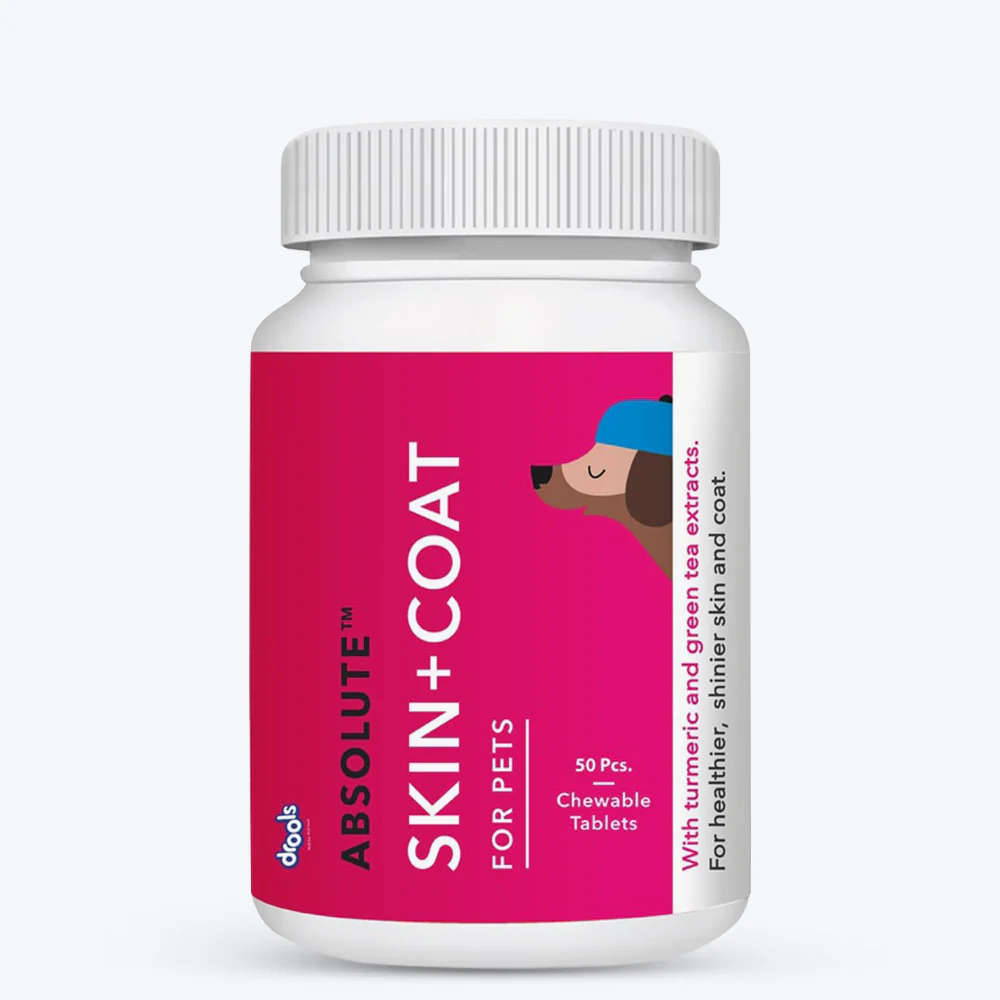 drools
ABSOLUTE™
SKIN+COAT
FOR PETS
50 Pcs.
Chewable
Tablets
With turmeric and green tea extracts.
For healthier, shinier skin and coat.